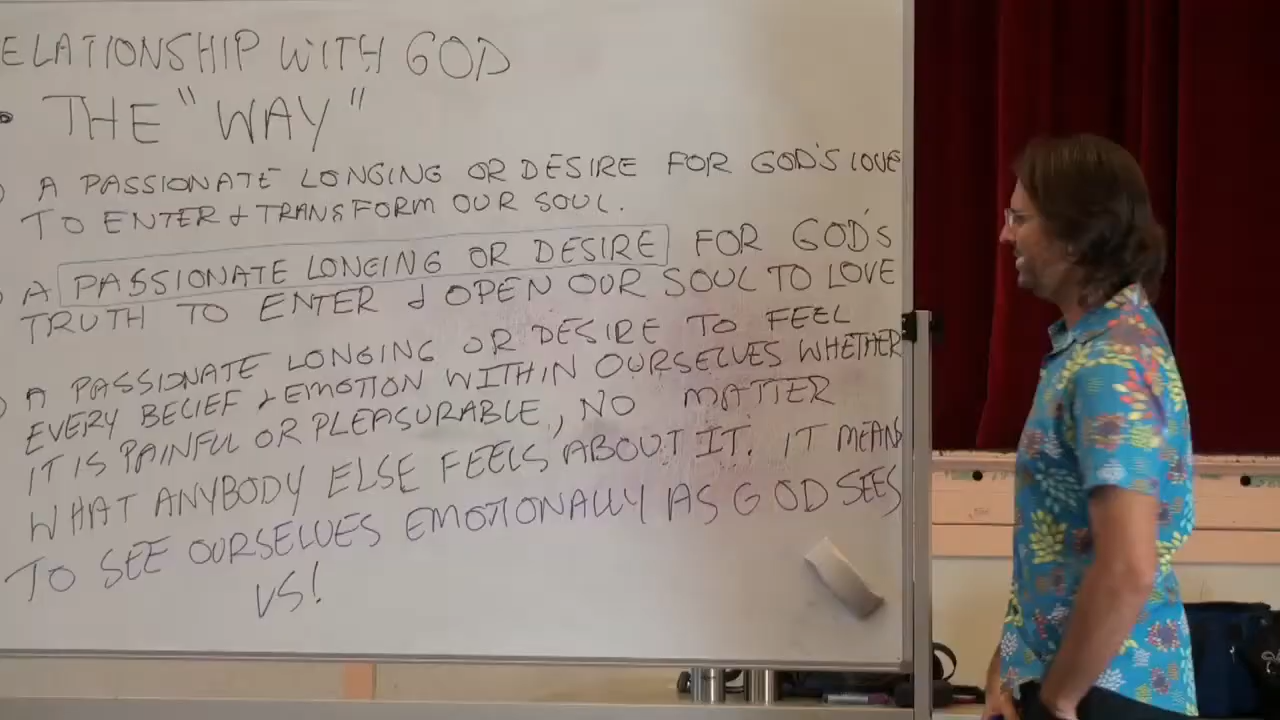 ELATIONSHIP WITH GOD
• THE "WAY"
) A PASSIONATE LONGING OR DESIRE FOR GOD'S LOVE
TO ENTER & TRANSFORM OUR SOUL.
) A PASSIONATE LONGING OR DESIRE FOR GOD'S
TRUTH TO ENTER & OPEN OUR SOUL TO LOVE
) A PASSIONATE LONGING OR DESIRE TO FEEL
EVERY BELIEF & EMOTION WITHIN OURSELVES WHETHER
IT IS PAINFUL OR PLEASURABLE, NO MATTER
WHAT ANYBODY ELSE FEELS ABOUT IT. IT MEANS
TO SEE OURSELVES EMOTIONALLY AS GOD SEES
US!